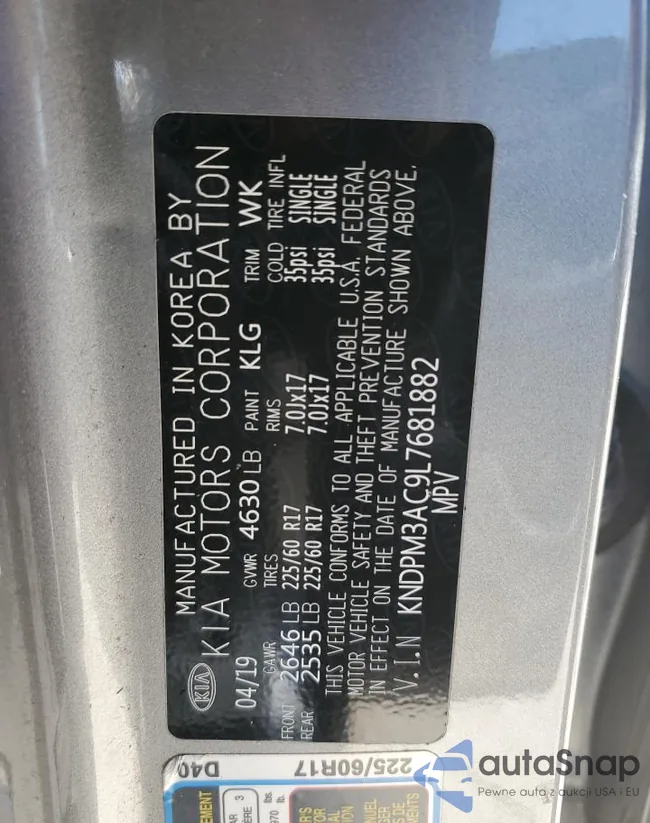 KIA
MANUFACTURED IN KOREA BY
KIA MOTORS CORPORATION
04/19 GVWR 4630 LB PAINT KLG TRIM WK
GAWR TIRES RIMS COLD TIRE INFL
FRONT 2646 LB 225/60 R17 7.0Jx17 35psi SINGLE
REAR 2535 LB 225/60 R17 7.0Jx17 35psi SINGLE
THIS VEHICLE CONFORMS TO ALL APPLICABLE U.S.A. FEDERAL
MOTOR VEHICLE SAFETY AND THEFT PREVENTION STANDARDS
IN EFFECT ON THE DATE OF MANUFACTURE SHOWN ABOVE.
V.I.N KNDPM3AC9L7681882
MPV
D40
225/60R17
autaSnap
Pewne auta z aukcji USA i EU